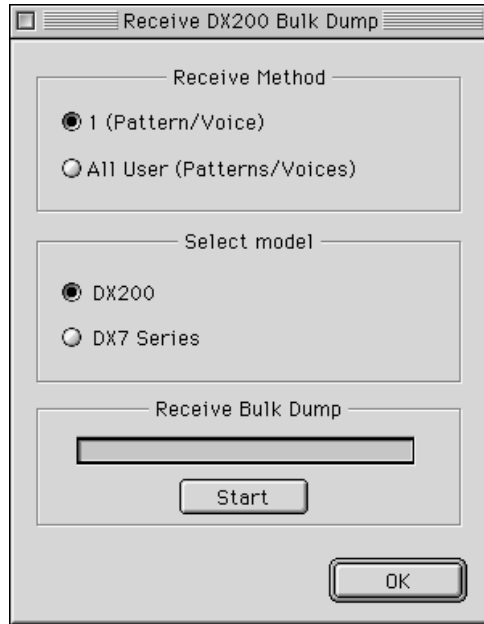 Receive DX200 Bulk Dump
Receive Method
1 (Pattern/Voice)
All User (Patterns/Voices)
Select model
DX200
DX7 Series
Receive Bulk Dump
Start
OK